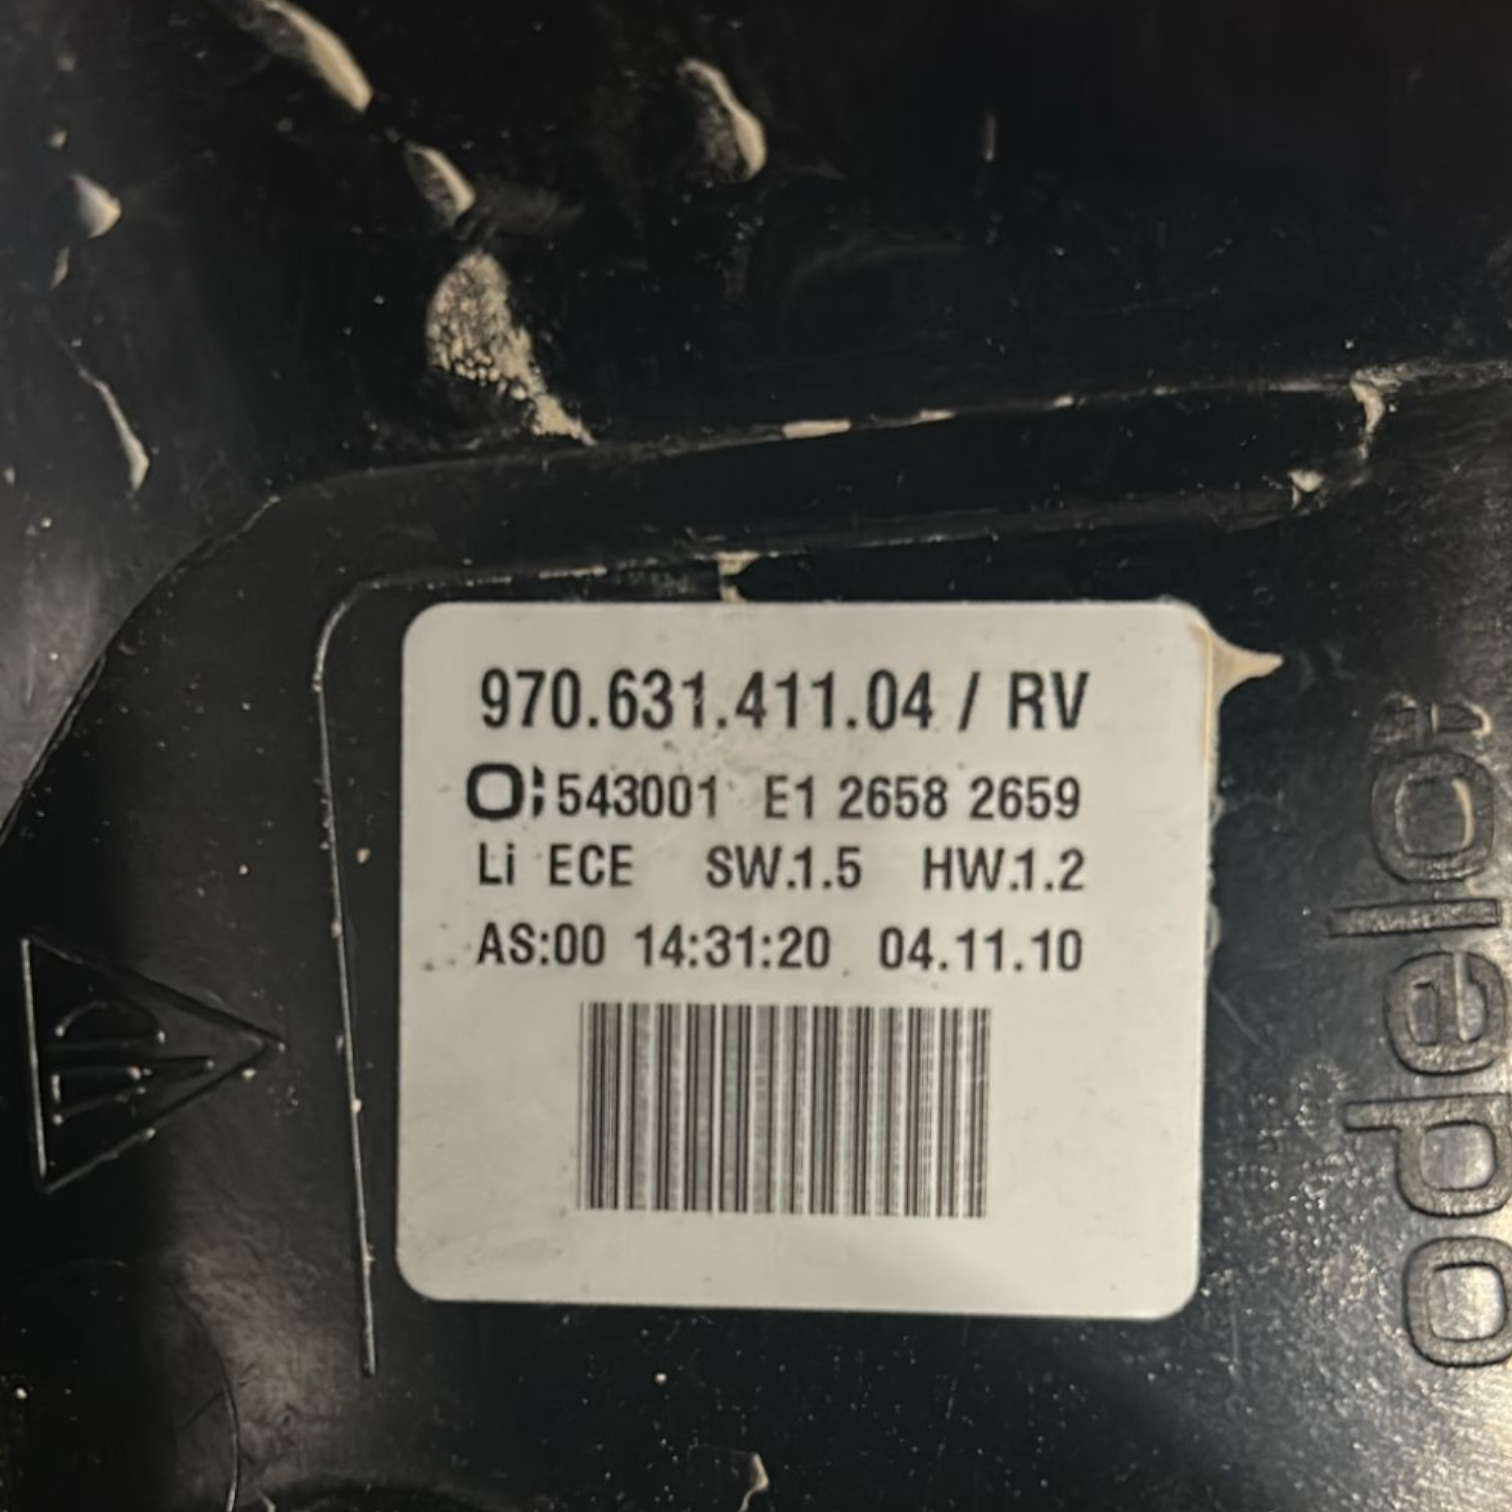 970.631.411.04 / RV
543001 E1 2658 2659
Li ECE SW.1.5 HW.1.2
AS:00 14:31:20 04.11.10
odelo